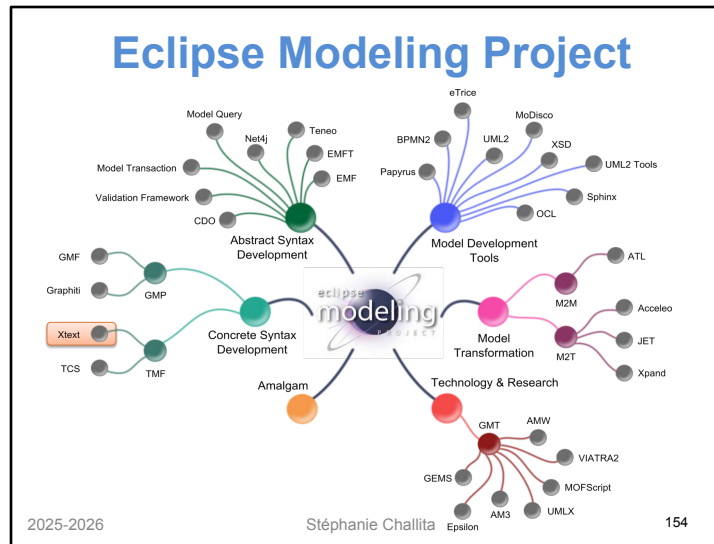 Eclipse Modeling Project
eTrice
Model Query
Teneo
MoDisco
Net4j
BPMN2
UML2
XSD
EMFT
Model Transaction
UML2 Tools
Papyrus
EMF
Validation Framework
Sphinx
CDO
OCL
Abstract Syntax
Development
Model Development
Tools
GMF
ATL
Graphiti
GMP
M2M
eclipse
modeling
PROJECT
Acceleo
Xtext
Concrete Syntax
Development
Model
Transformation
JET
M2T
TCS
TMF
Xpand
Amalgam
Technology & Research
GMT
AMW
VIATRA2
GEMS
MOFScript
AM3
UMLX
Epsilon
2025-2026
Stéphanie Challita
154